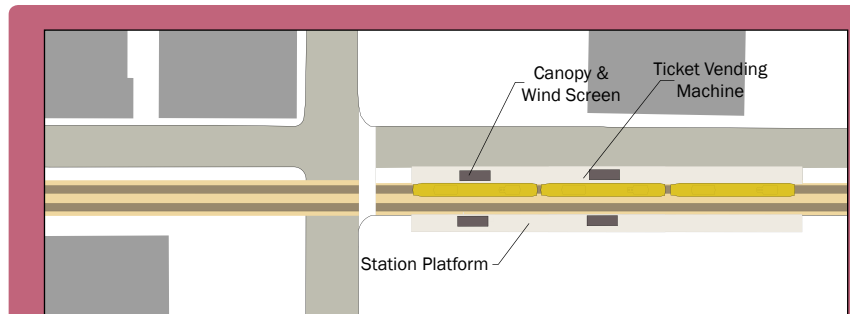 Canopy &
Wind Screen
Ticket Vending
Machine
Station Platform